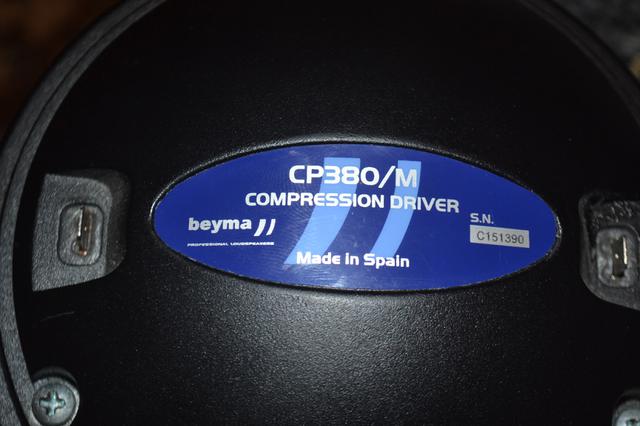 CP380/M
COMPRESSION DRIVER
beyma
PROFESSIONAL LOUDSPEAKERS
S.N.
C151390
Made in Spain